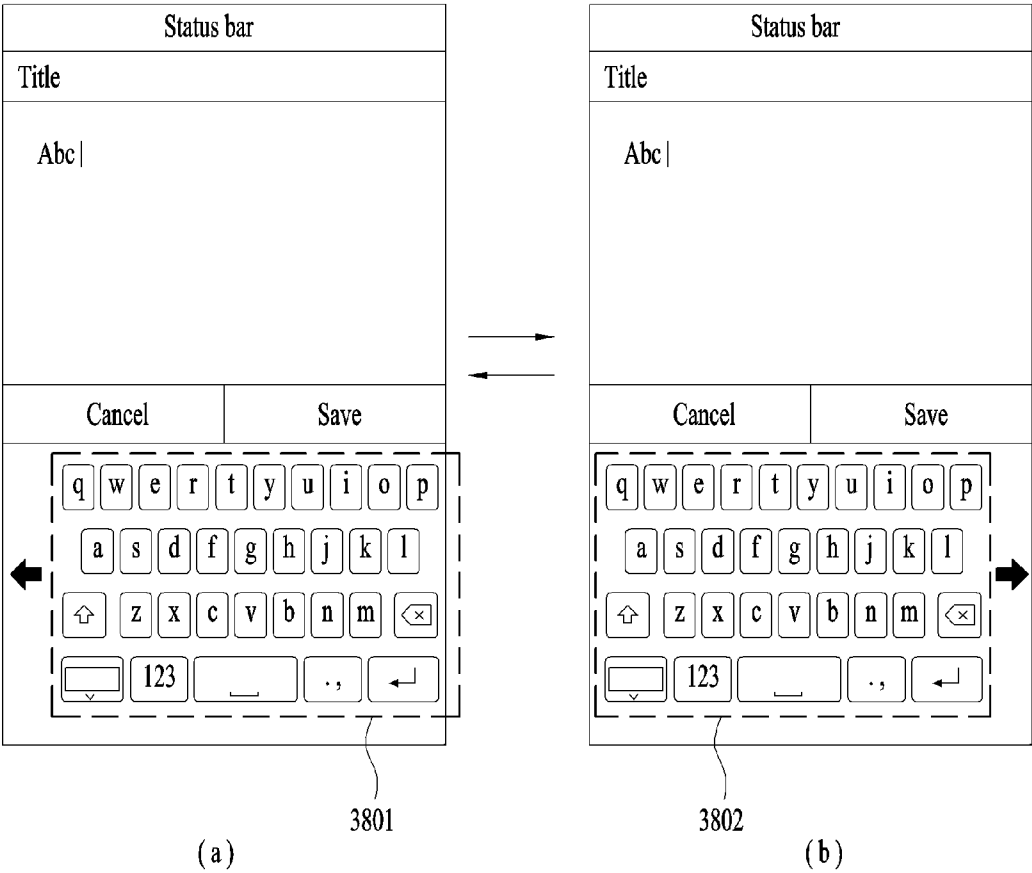 Status bar
Title
Abc
Cancel Save
q w e r t y u i o p
a s d f g h j k l
z x c v b n m
123 . ,
3801
(a)
Status bar
Title
Abc
Cancel Save
q w e r t y u i o p
a s d f g h j k l
z x c v b n m
123 . ,
3802
(b)